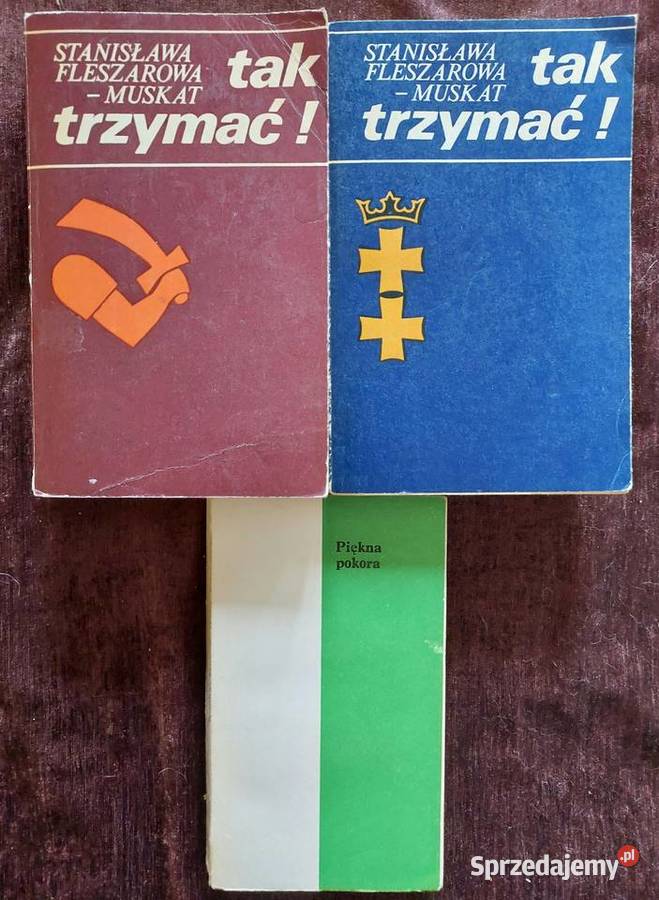 STANISŁAWA
FLESZAROWA
-MUSKAT
tak
trzymać!
STANISŁAWA
FLESZAROWA
-MUSKAT
tak
trzymać!
Piękna
pokora
Sprzedajemy.pl